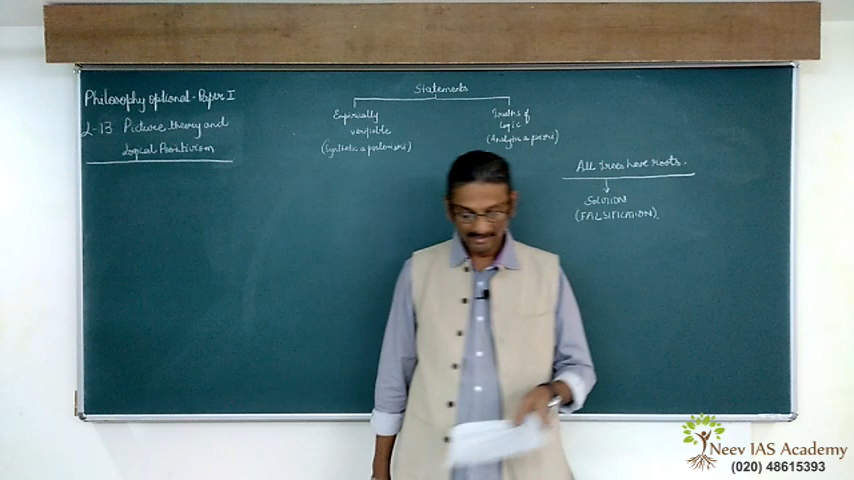 Philosophy optional - Paper I
L-13 Picture theory and
Logical Positivism
Statements
Empirically
verifiable
(Synthetic a posteriori)
Truths of
logic
(Analytic a priori)
All trees have roots.
SOLUTION
(FALSIFICATION)
Neev IAS Academy
(020) 48615393